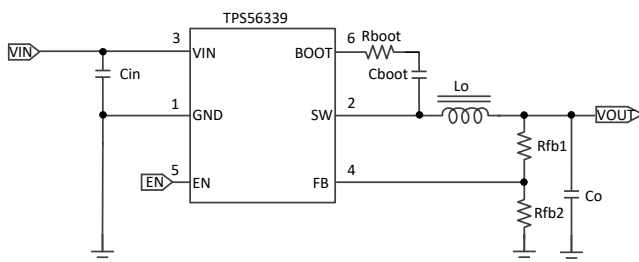 TPS56339
VIN
3
VIN
Cin
1
GND
5
EN
EN
BOOT
6
Rboot
Cboot
SW
2
Lo
VOUT
Rfb1
FB
4
Rfb2
Co